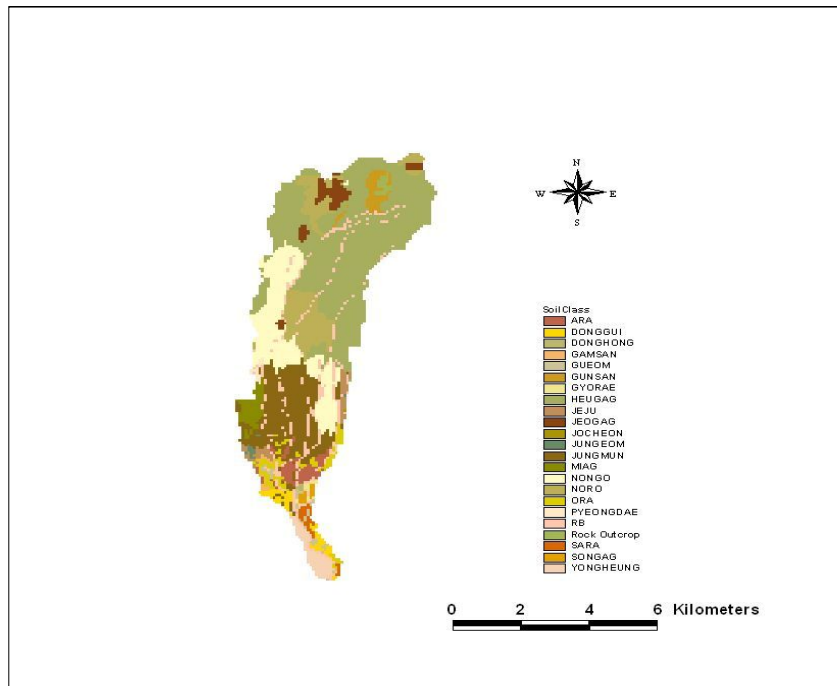 N
W E
S
Soil Class
ARA
DONGGUI
DONGHONG
GAMSAN
GUEOM
GUNSAN
GYORAE
HEUGAG
JEJU
JEOGAG
JOCHEON
JUNGEOM
JUNGMUN
MIAG
NONGO
NORO
ORA
PYEONGDAE
RB
Rock Outcrop
SARA
SONGAG
YONGHEUNG
0 2 4 6 Kilometers